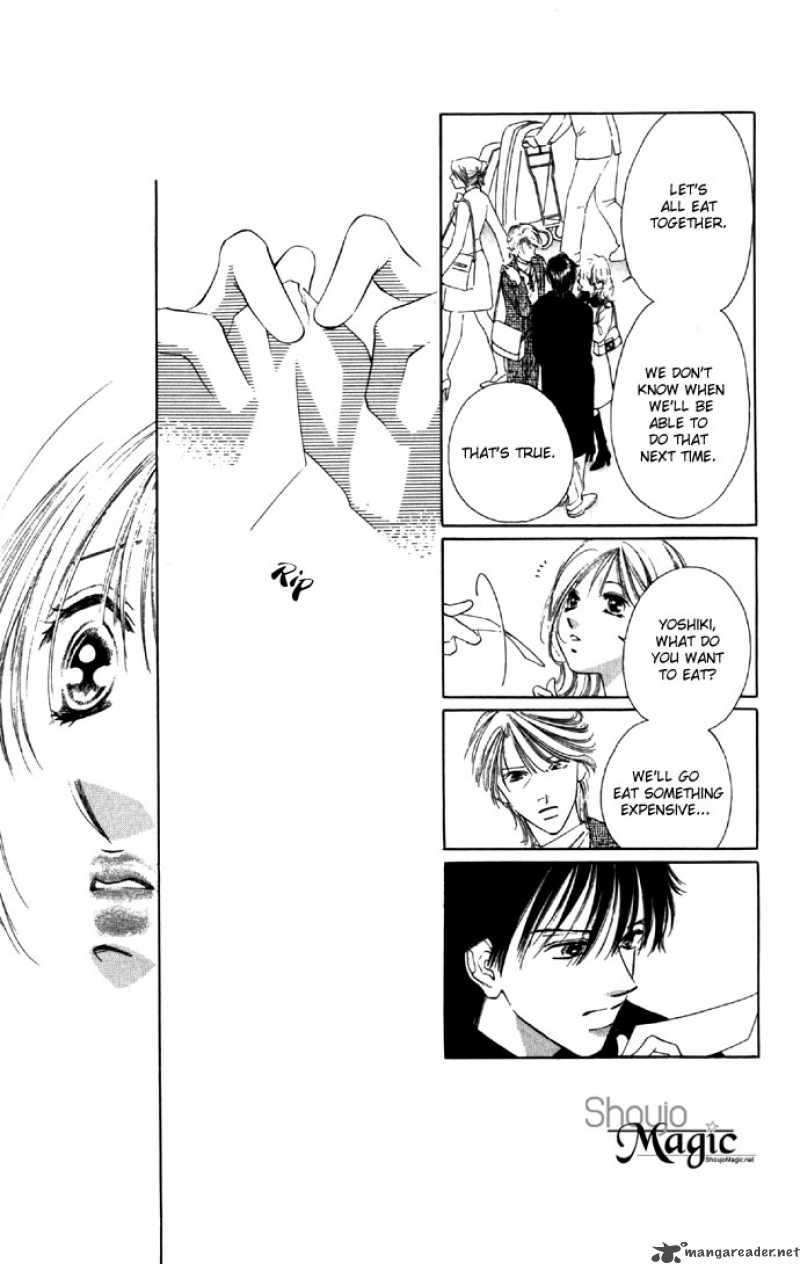 LET'S
ALL EAT
TOGETHER.
WE DON'T
KNOW WHEN
WE'LL BE
ABLE TO
DO THAT
NEXT TIME.
THAT'S TRUE.
YOSHIKI,
WHAT DO
YOU WANT
TO EAT?
WE'LL GO
EAT SOMETHING
EXPENSIVE...
Rip
Shoujo
Magic
ShoujoMagic.net
mangareader.net